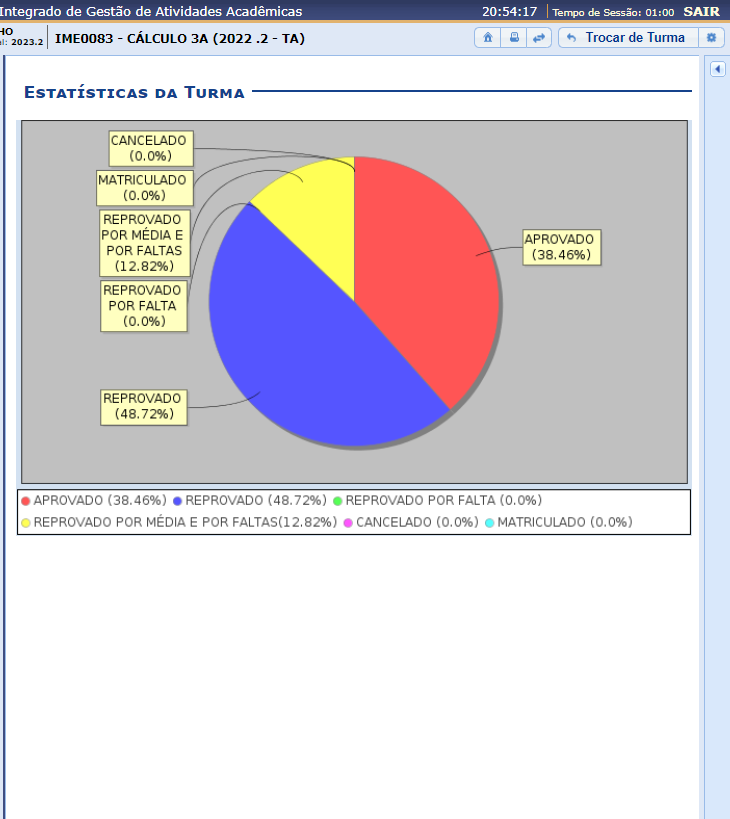 Integrado de Gestão de Atividades Acadêmicas 20:54:17 Tempo de Sessão: 01:00 SAIR
HO
el: 2023.2 IME0083 - CÁLCULO 3A (2022 .2 - TA) Trocar de Turma
Estatísticas da Turma
CANCELADO
(0.0%)
MATRICULADO
(0.0%)
REPROVADO
POR MÉDIA E
POR FALTAS
(12.82%)
REPROVADO
POR FALTA
(0.0%)
REPROVADO
(48.72%)
APROVADO
(38.46%)
APROVADO (38.46%) REPROVADO (48.72%) REPROVADO POR FALTA (0.0%)
REPROVADO POR MÉDIA E POR FALTAS(12.82%) CANCELADO (0.0%) MATRICULADO (0.0%)